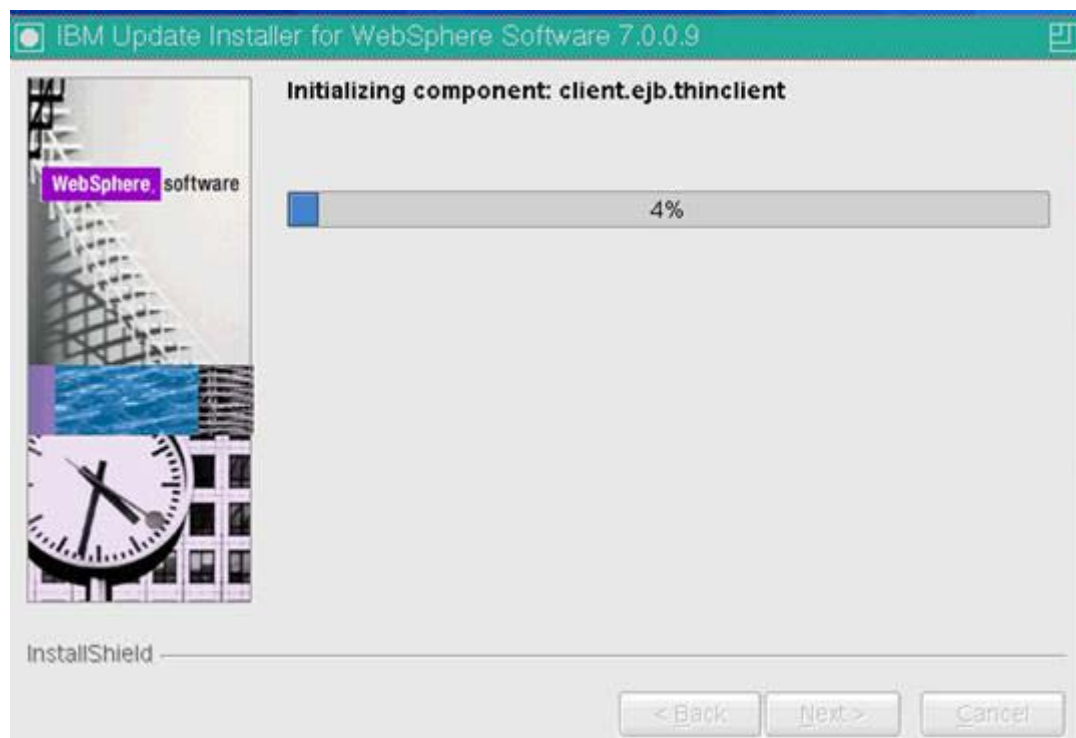 IBM Update Installer for WebSphere Software 7.0.0.9
Initializing component: client.ejb.thinclient
WebSphere. software
4%
InstallShield
< Back Next > Cancel